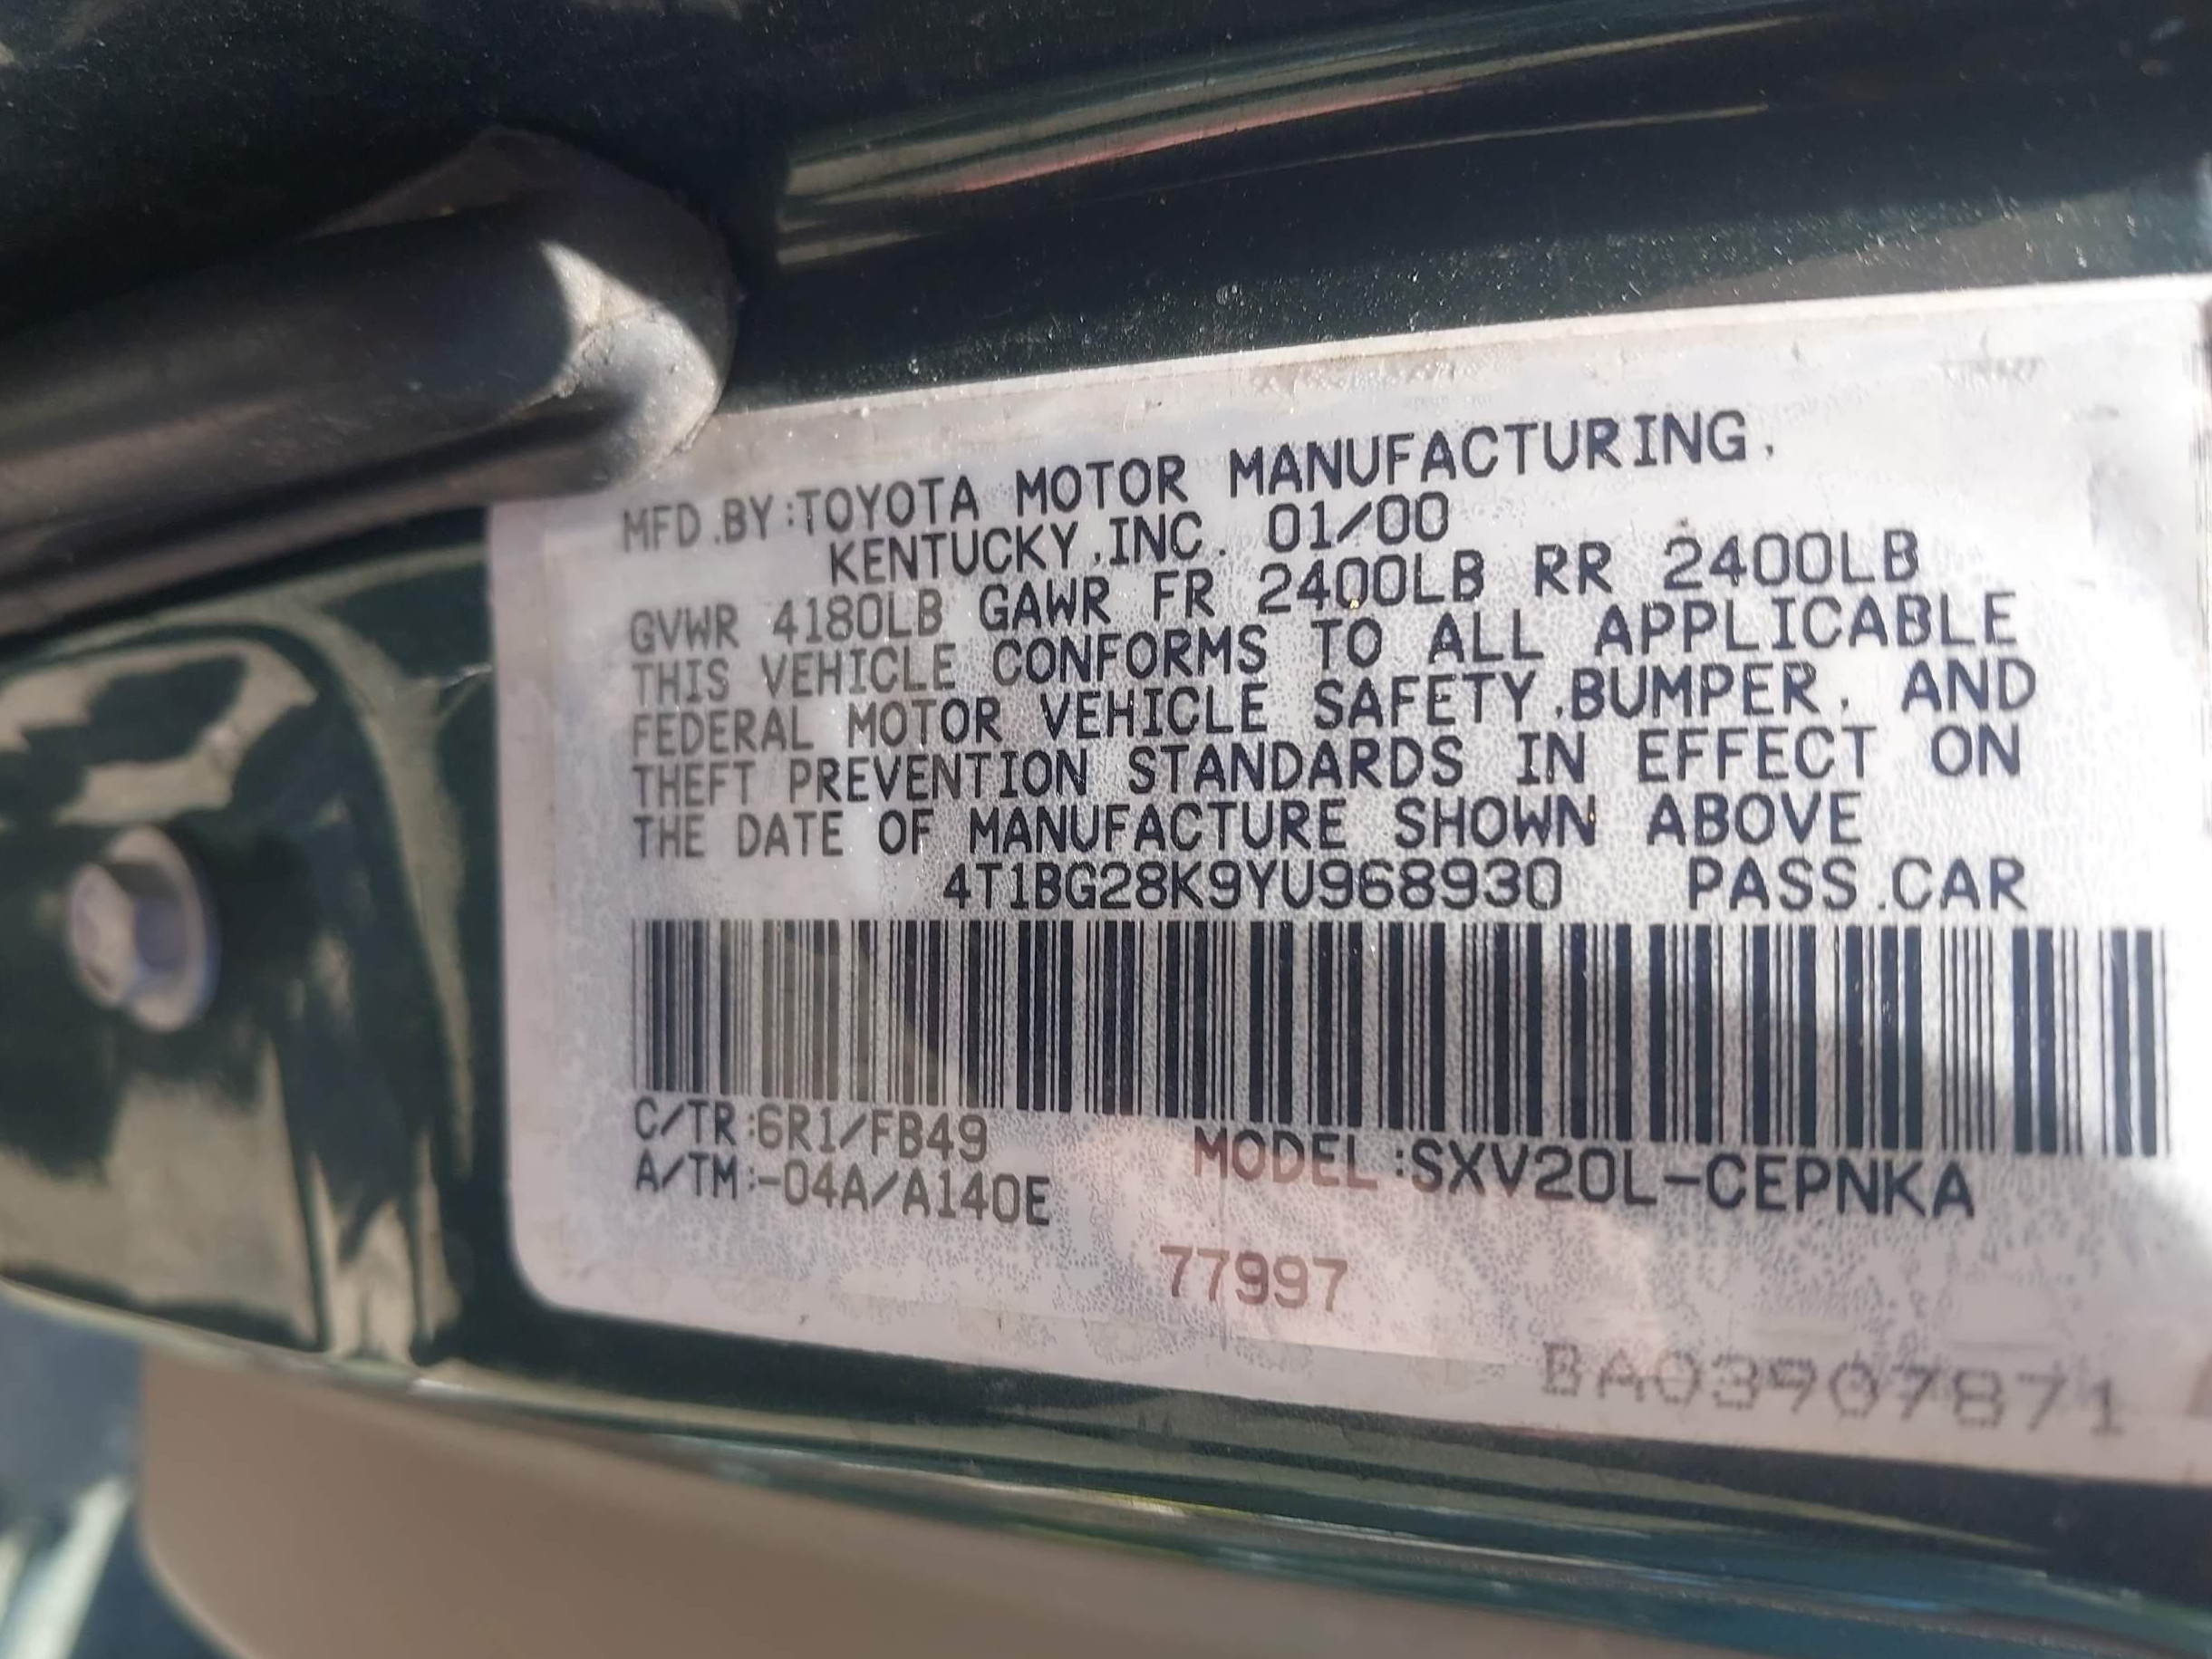 MFD.BY:TOYOTA MOTOR MANUFACTURING,
KENTUCKY,INC. 01/00
GVWR 4180LB GAWR FR 2400LB RR 2400LB
THIS VEHICLE CONFORMS TO ALL APPLICABLE
FEDERAL MOTOR VEHICLE SAFETY,BUMPER, AND
THEFT PREVENTION STANDARDS IN EFFECT ON
THE DATE OF MANUFACTURE SHOWN ABOVE
4T1BG28K9YU968930 PASS.CAR
C/TR:6R1/FB49
A/TM:-04A/A140E
MODEL:SXV20L-CEPNKA
77997
BA03907871